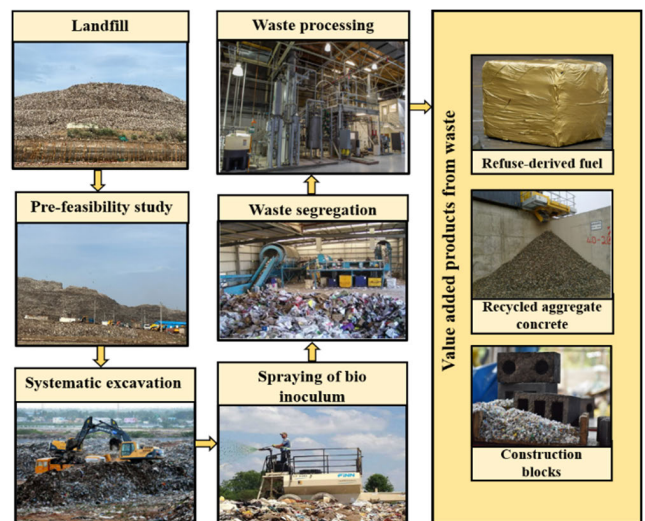 Landfill
Pre-feasibility study
Systematic excavation
Spraying of bio
inoculum
FINN
Waste segregation
Waste processing
Value added products from waste
Refuse-derived fuel
Recycled aggregate
concrete
Construction
blocks